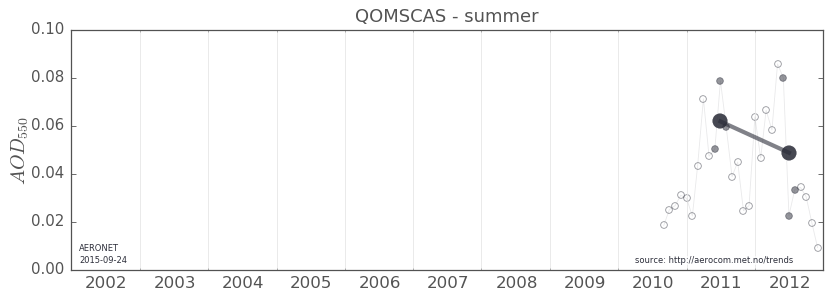 QOMSCAS - summer
0.10
0.08
0.06
0.04
0.02
0.00
AOD550
AERONET
2015-09-24
source: http://aerocom.met.no/trends
2002 2003 2004 2005 2006 2007 2008 2009 2010 2011 2012